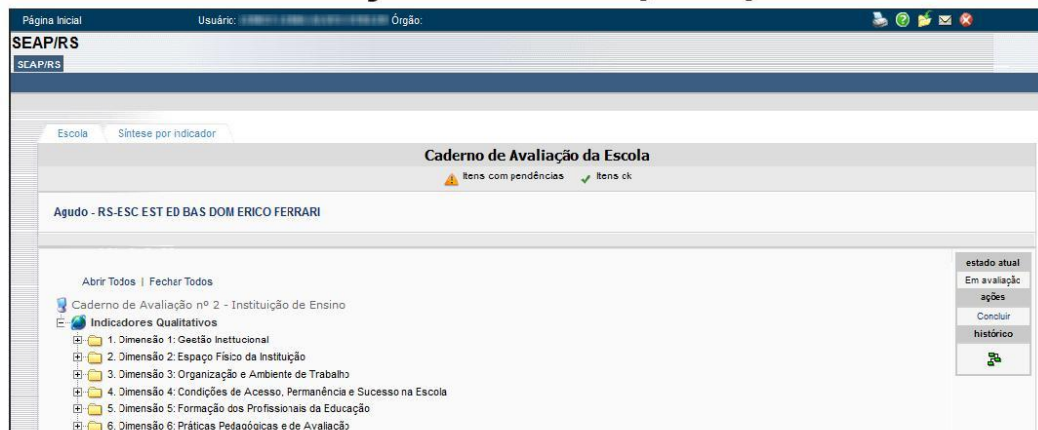 Página Inicial Usuáric: Órgão:
SEAP/RS
SEAP/RS
Escola Síntese por indicador
Caderno de Avaliação da Escola
Itens com pendências Itens ok
Agudo - RS-ESC EST ED BAS DOM ERICO FERRARI
estado atual
Abrir Todos | Fechar Todos
Em avaliação
Caderno de Avaliação nº 2 - Instituição de Ensino
ações
Indicadores Qualitativos
Concluir
1. Dimensão 1: Gestão Institucional
histórico
2. Dimensão 2: Espaço Físico da Instituição
3. Dimensão 3: Organização e Ambiente de Trabalho
4. Dimensão 4: Condições de Acesso, Permanência e Sucesso na Escola
5. Dimensão 5: Formação dos Profissionais da Educação
6. Dimensão 6: Práticas Pedagógicas e de Avaliação